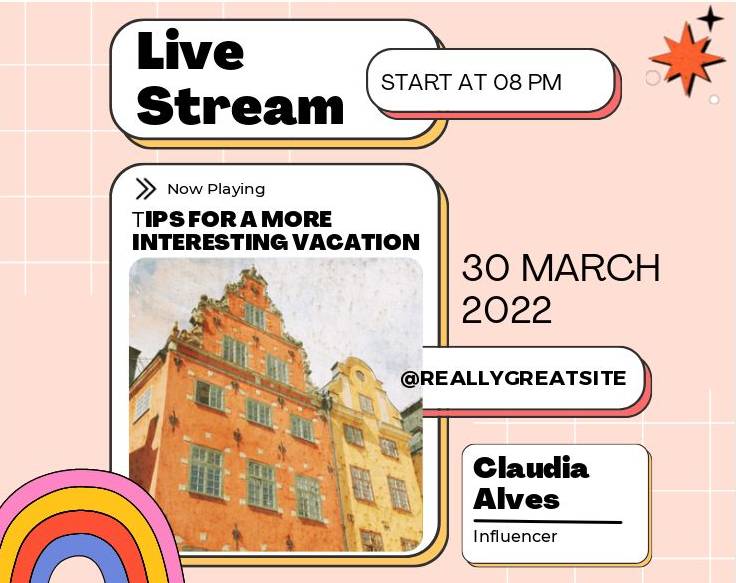 Live
Stream
START AT 08 PM
Now Playing
TIPS FOR A MORE
INTERESTING VACATION
30 MARCH
2022
@REALLYGREATSITE
Claudia
Alves
Influencer